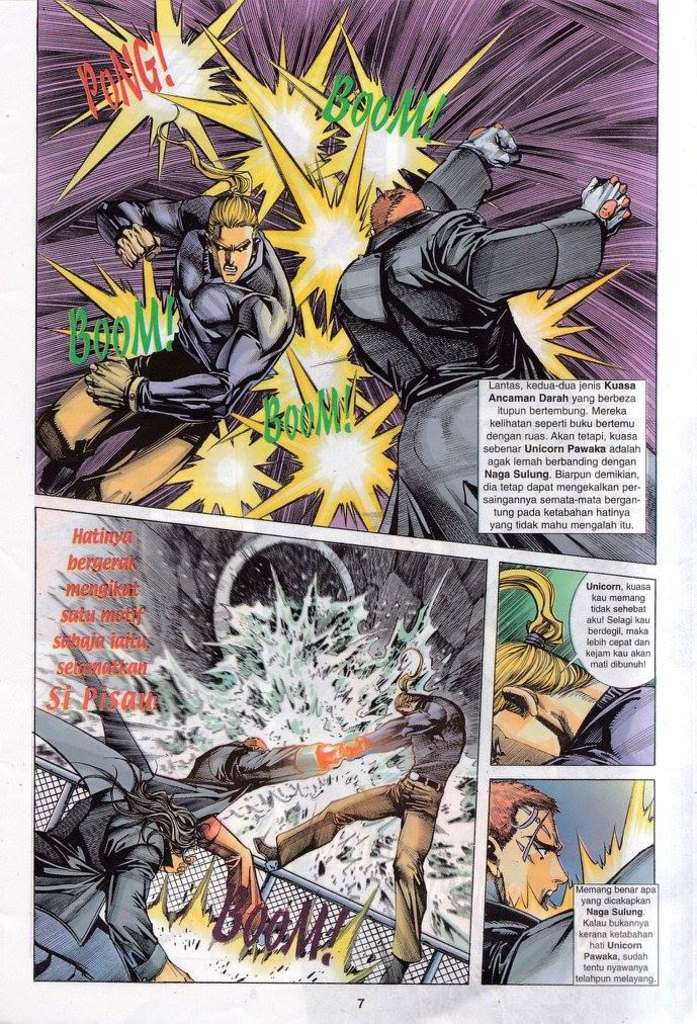 PONG!
BOOM!
BOOM!
BOOM!
Lantas, kedua-dua jenis Kuasa
Ancaman Darah yang berbeza
itupun bertembung. Mereka
kelihatan seperti buku bertemu
dengan ruas. Akan tetapi, kuasa
sebenar Unicorn Pawaka adalah
agak lemah berbanding dengan
Naga Sulung. Biarpun demikian,
dia tetap dapat mengekalkan per-
saingannya semata-mata bergan-
tung pada ketabahan hatinya
yang tidak mahu mengalah itu.
Hatinya
bergerak
mengikut
satu motif
sahaja iaitu,
selamatkan
Si Pisau
BOOM!
Unicorn, kuasa
kau memang
tidak sehebat
aku! Selagi kau
berdegil, maka
lebih cepat dan
kejam kau akan
mati dibunuh!
Memang benar apa
yang dicakapkan
Naga Sulung.
Kalau bukannya
kerana ketabahan
hati Unicorn
Pawaka, sudah
tentu nyawanya
telahpun melayang.
7